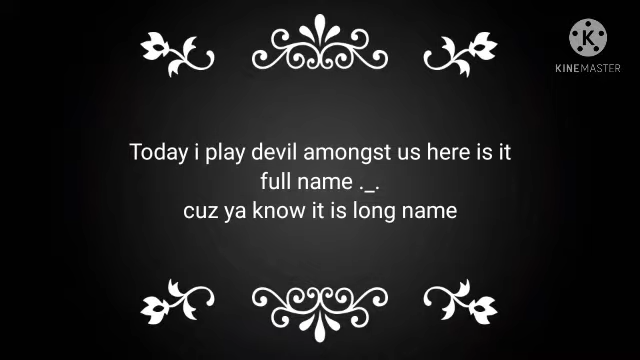 KINEMASTER
Today i play devil amongst us here is it
full name ._.
cuz ya know it is long name